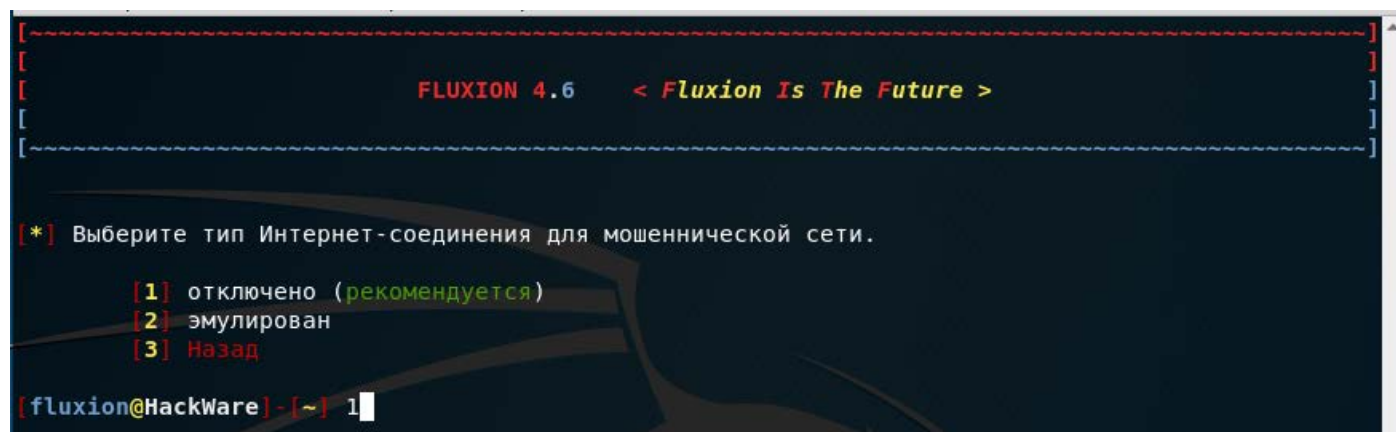 [~~~~~~~~~~~~~~~~~~~~~~~~~~~~~~~~~~~~~~~~~~~~~~~~~~~~~~~~~~~~~~~~~~~~~~~~~~~~~~~~~~~~~~~~~~~~]
[ ]
[ FLUXION 4.6 < Fluxion Is The Future > ]
[ ]
[~~~~~~~~~~~~~~~~~~~~~~~~~~~~~~~~~~~~~~~~~~~~~~~~~~~~~~~~~~~~~~~~~~~~~~~~~~~~~~~~~~~~~~~~~~~~]
[*] Выберите тип Интернет-соединения для мошеннической сети.
[1] отключено (рекомендуется)
[2] эмулирован
[3] Назад
[fluxion@HackWare]-[~] 1